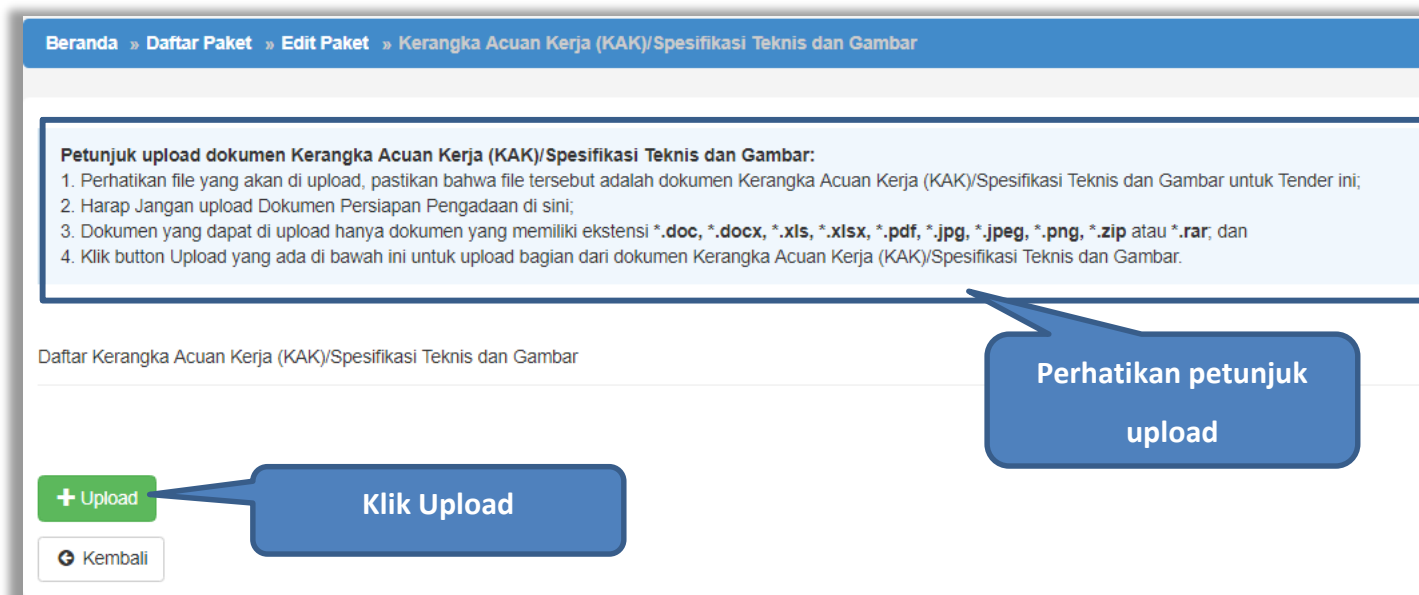 Beranda » Daftar Paket » Edit Paket » Kerangka Acuan Kerja (KAK)/Spesifikasi Teknis dan Gambar
Petunjuk upload dokumen Kerangka Acuan Kerja (KAK)/Spesifikasi Teknis dan Gambar:
1. Perhatikan file yang akan di upload, pastikan bahwa file tersebut adalah dokumen Kerangka Acuan Kerja (KAK)/Spesifikasi Teknis dan Gambar untuk Tender ini;
2. Harap Jangan upload Dokumen Persiapan Pengadaan di sini;
3. Dokumen yang dapat di upload hanya dokumen yang memiliki ekstensi *.doc, *.docx, *.xls, *.xlsx, *.pdf, *.jpg, *.jpeg, *.png, *.zip atau *.rar; dan
4. Klik button Upload yang ada di bawah ini untuk upload bagian dari dokumen Kerangka Acuan Kerja (KAK)/Spesifikasi Teknis dan Gambar.
Daftar Kerangka Acuan Kerja (KAK)/Spesifikasi Teknis dan Gambar
Perhatikan petunjuk
upload
+ Upload
Klik Upload
Kembali